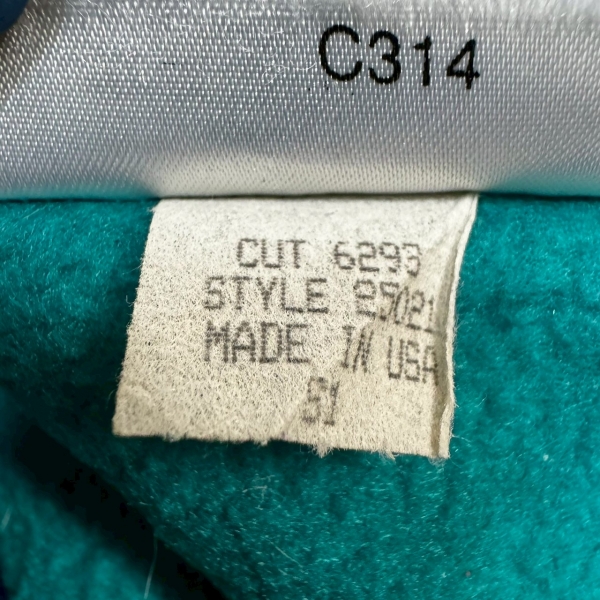 C314
CUT 6293
STYLE 25021
MADE IN USA
51